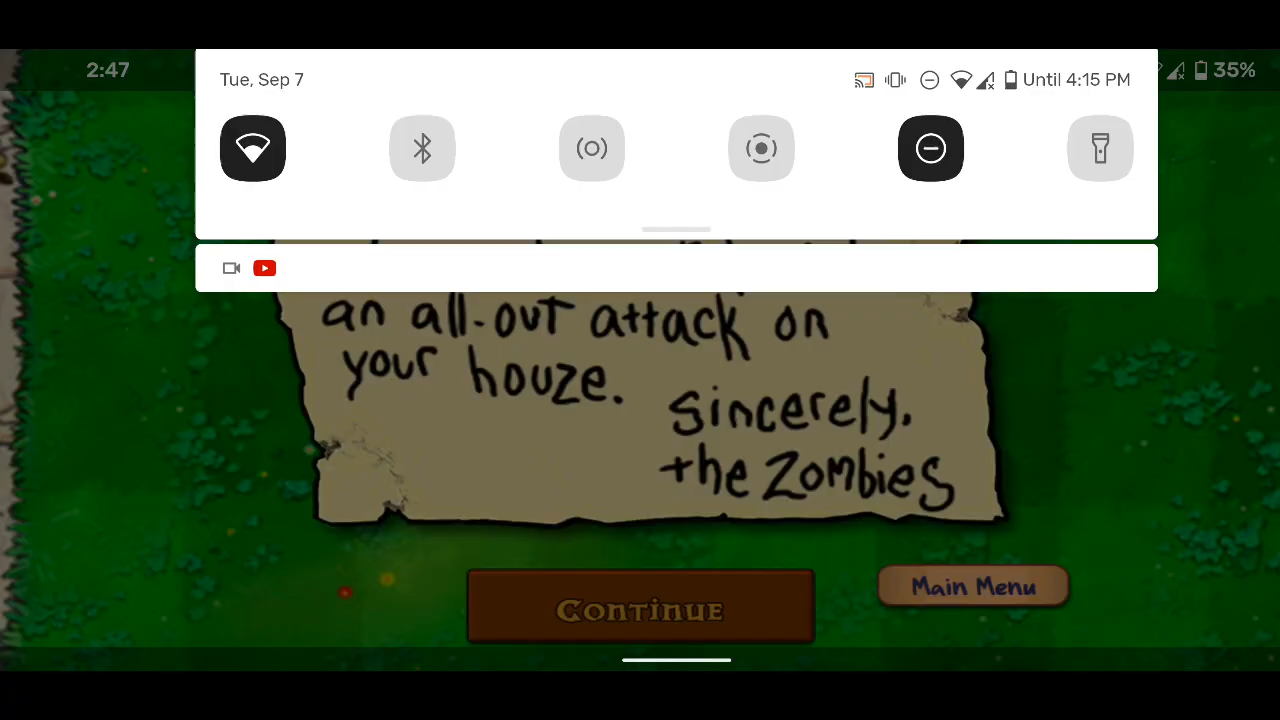 2:47
Tue, Sep 7
Until 4:15 PM
35%
an all-out attack on
your houze.
sincerely,
the Zombies
Continue
Main Menu